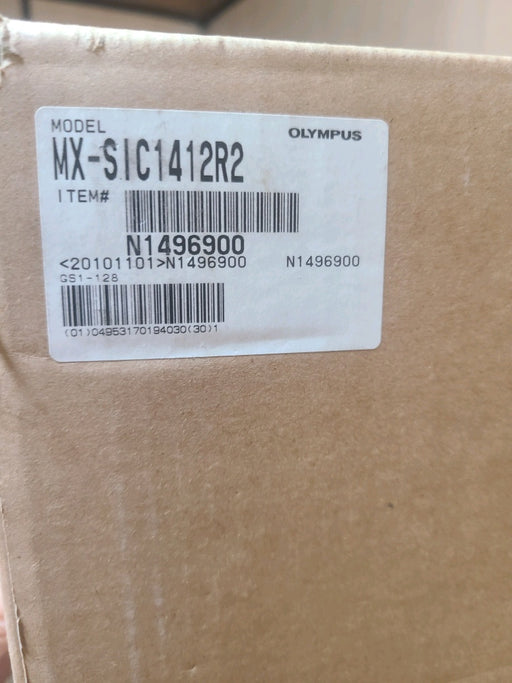 MODEL
OLYMPUS
MX-SIC1412R2
ITEM#
N1496900
<20101101>N1496900 N1496900
GS1-128
(01)04953170194030(30)1